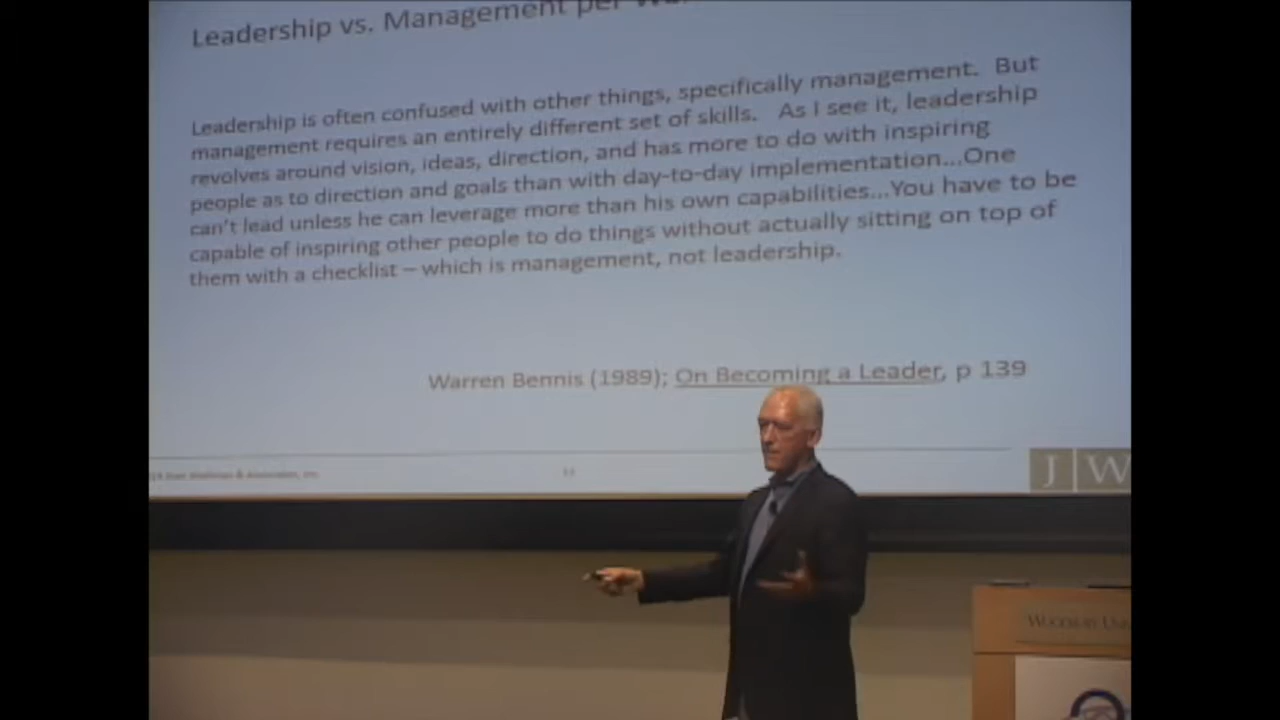 Leadership vs. Management per
Leadership is often confused with other things, specifically management. But
management requires an entirely different set of skills. As I see it, leadership
revolves around vision, ideas, direction, and has more to do with inspiring
people as to direction and goals than with day-to-day implementation...One
can't lead unless he can leverage more than his own capabilities...You have to be
capable of inspiring other people to do things without actually sitting on top of
them with a checklist – which is management, not leadership.
Warren Bennis (1989); On Becoming a Leader, p 139
J W